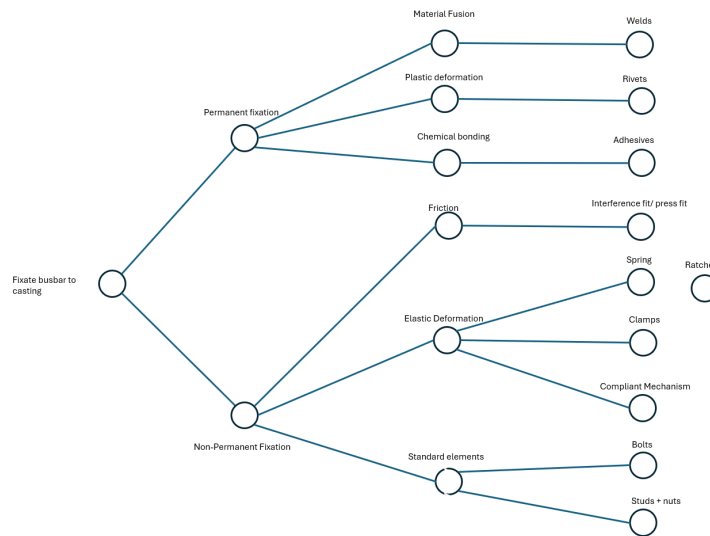 Material Fusion
Welds
Plastic deformation
Rivets
Permanent fixation
Chemical bonding
Adhesives
Friction
Interference fit/ press fit
Spring
Fixate busbar to
casting
Elastic Deformation
Clamps
Compliant Mechanism
Non-Permanent Fixation
Standard elements
Bolts
Studs + nuts